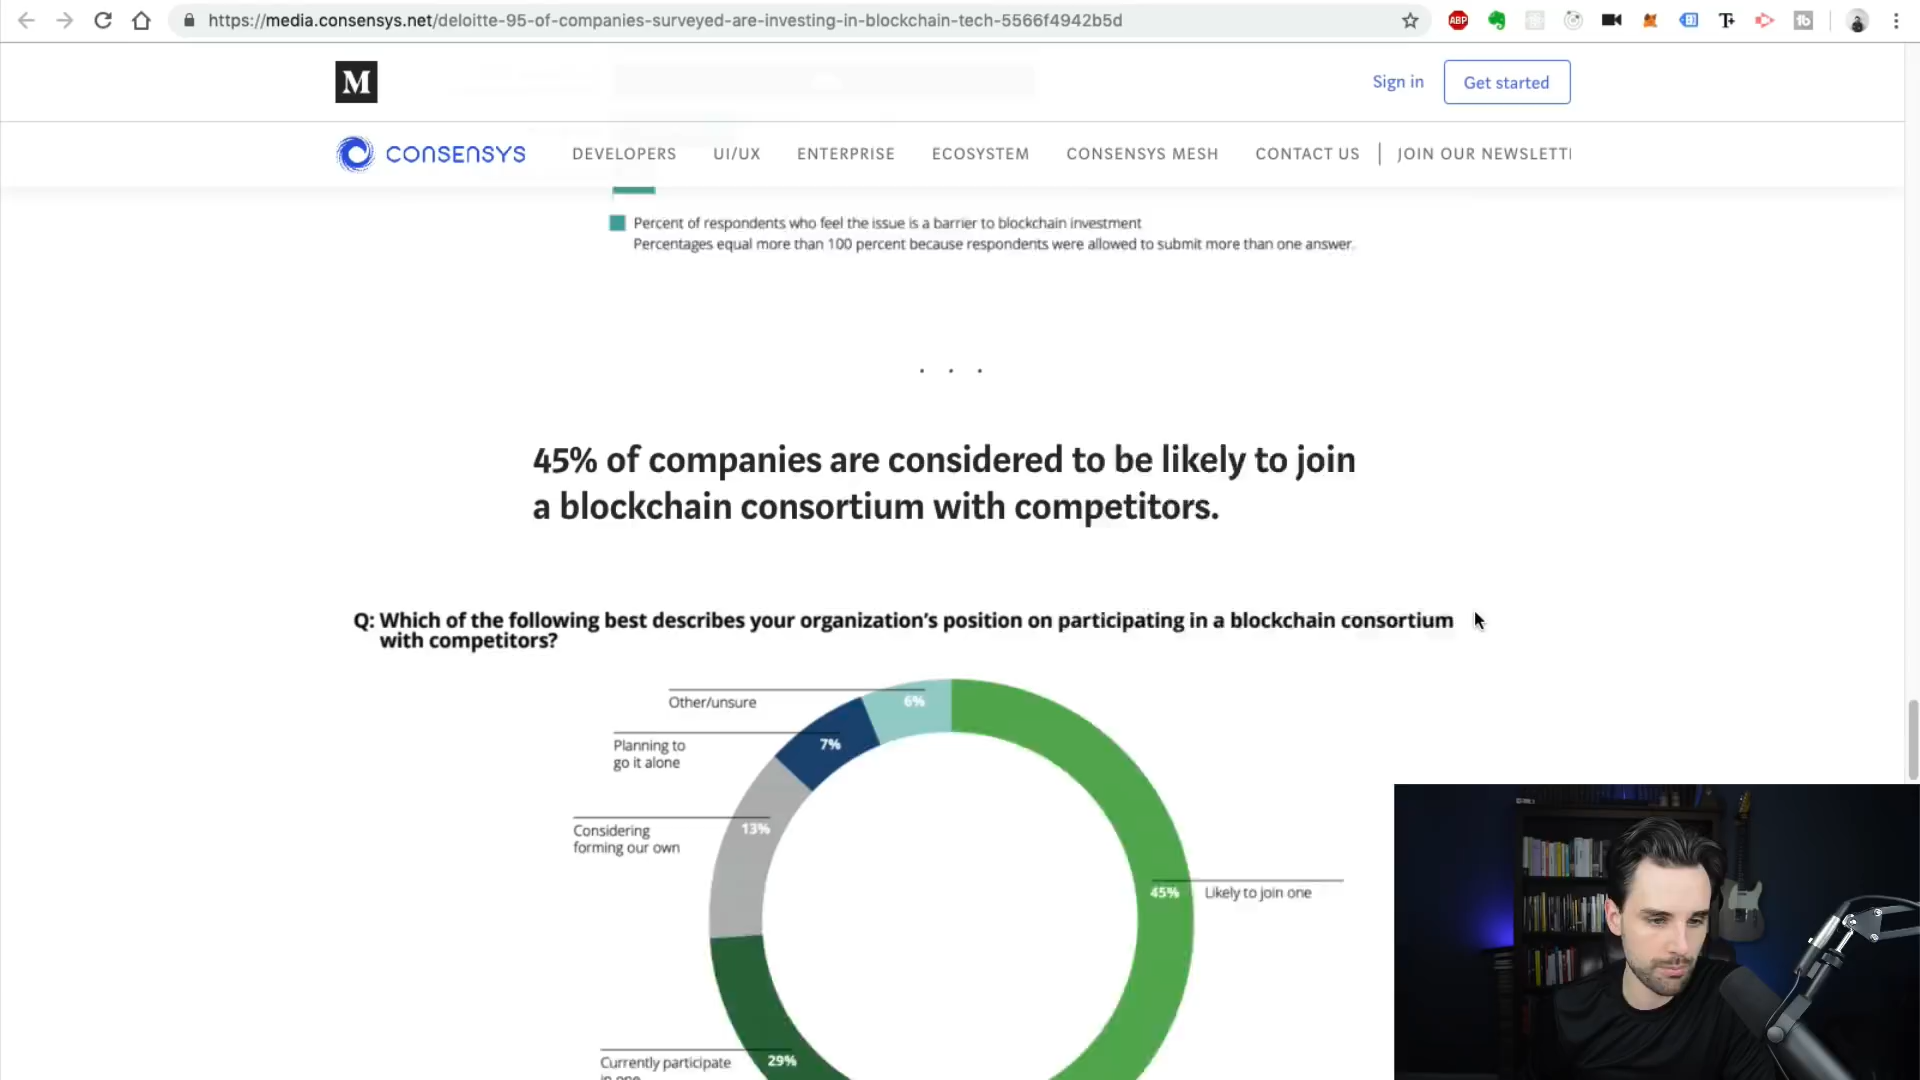 https://media.consensys.net/deloitte-95-of-companies-surveyed-are-investing-in-blockchain-tech-5566f4942b5d
ABP
T+
tb
M
Sign in
Get started
CONSENSYS
DEVELOPERS
UI/UX
ENTERPRISE
ECOSYSTEM
CONSENSYS MESH
CONTACT US
JOIN OUR NEWSLETT
Percent of respondents who feel the issue is a barrier to blockchain investment
Percentages equal more than 100 percent because respondents were allowed to submit more than one answer.
. . .
45% of companies are considered to be likely to join
a blockchain consortium with competitors.
Q: Which of the following best describes your organization's position on participating in a blockchain consortium
with competitors?
Other/unsure
6%
Planning to
go it alone
7%
Considering
forming our own
13%
45%
Likely to join one
Currently participate
in one
29%